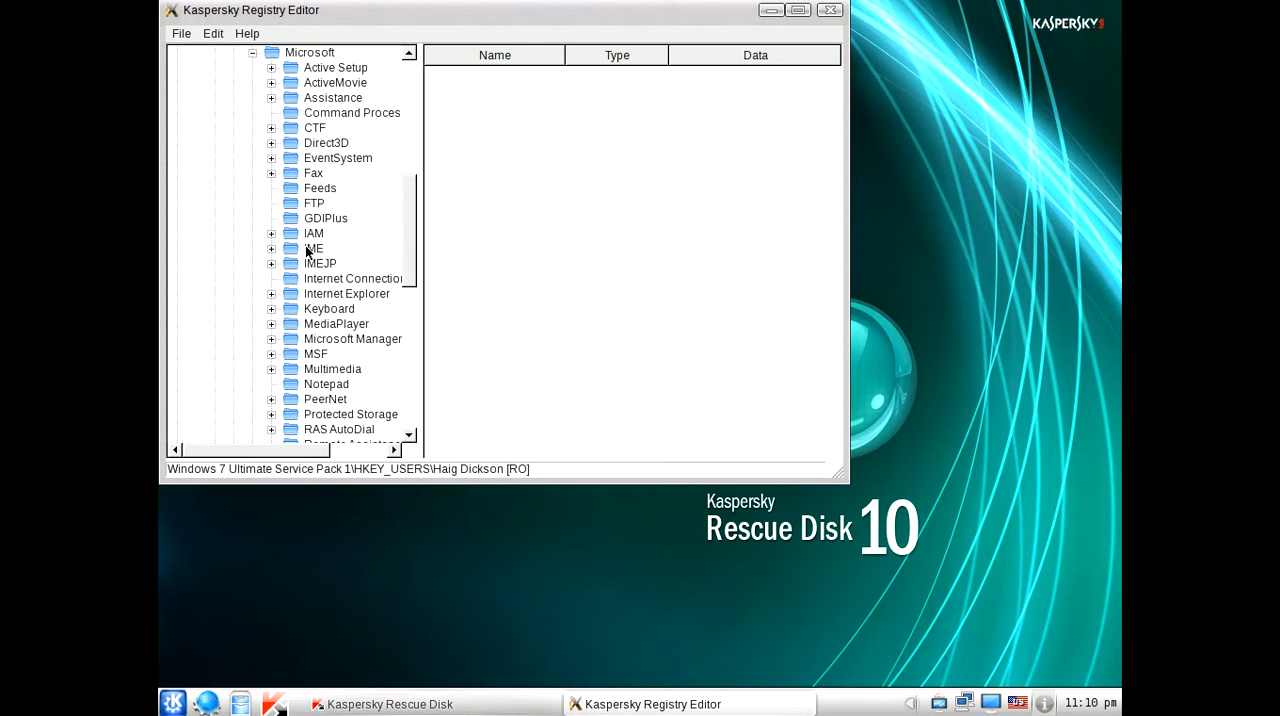 Kaspersky Registry Editor
KASPERSKY
File Edit Help
Microsoft
Name Type Data
Active Setup
ActiveMovie
Assistance
Command Proces
CTF
Direct3D
EventSystem
Fax
Feeds
FTP
GDIPlus
IAM
IME
IMEJP
Internet Connectio
Internet Explorer
Keyboard
MediaPlayer
Microsoft Manager
MSF
Multimedia
Notepad
PeerNet
Protected Storage
RAS AutoDial
Windows 7 Ultimate Service Pack 1\HKEY_USERS\Haig Dickson [RO]
Kaspersky
Rescue Disk 10
Kaspersky Rescue Disk Kaspersky Registry Editor 11:10 pm